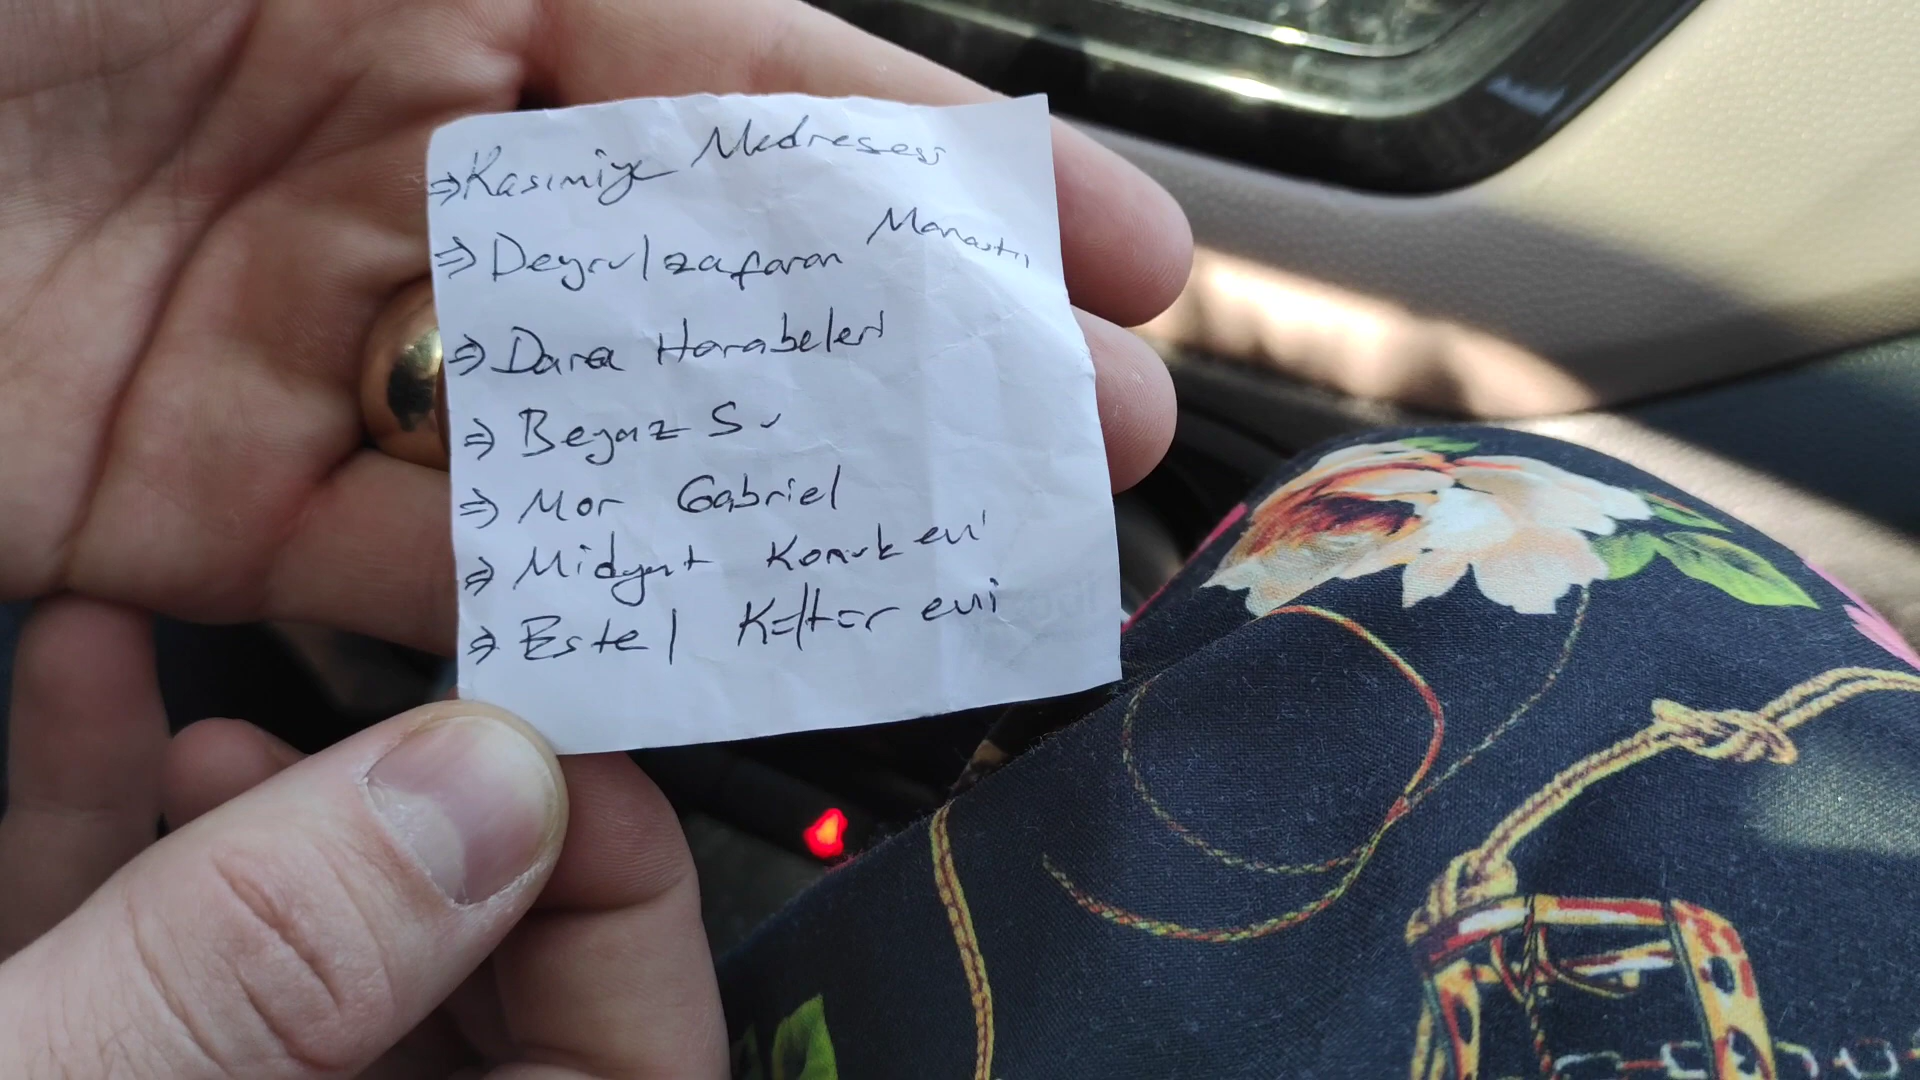 ⇒Kasımiye Medresesi
⇒Deyrulzafaran Manastırı
⇒Dara Harabeleri
⇒Beyaz Su
⇒Mor Gabriel
⇒Midyat Konuk evi
⇒Estel Kültür evi